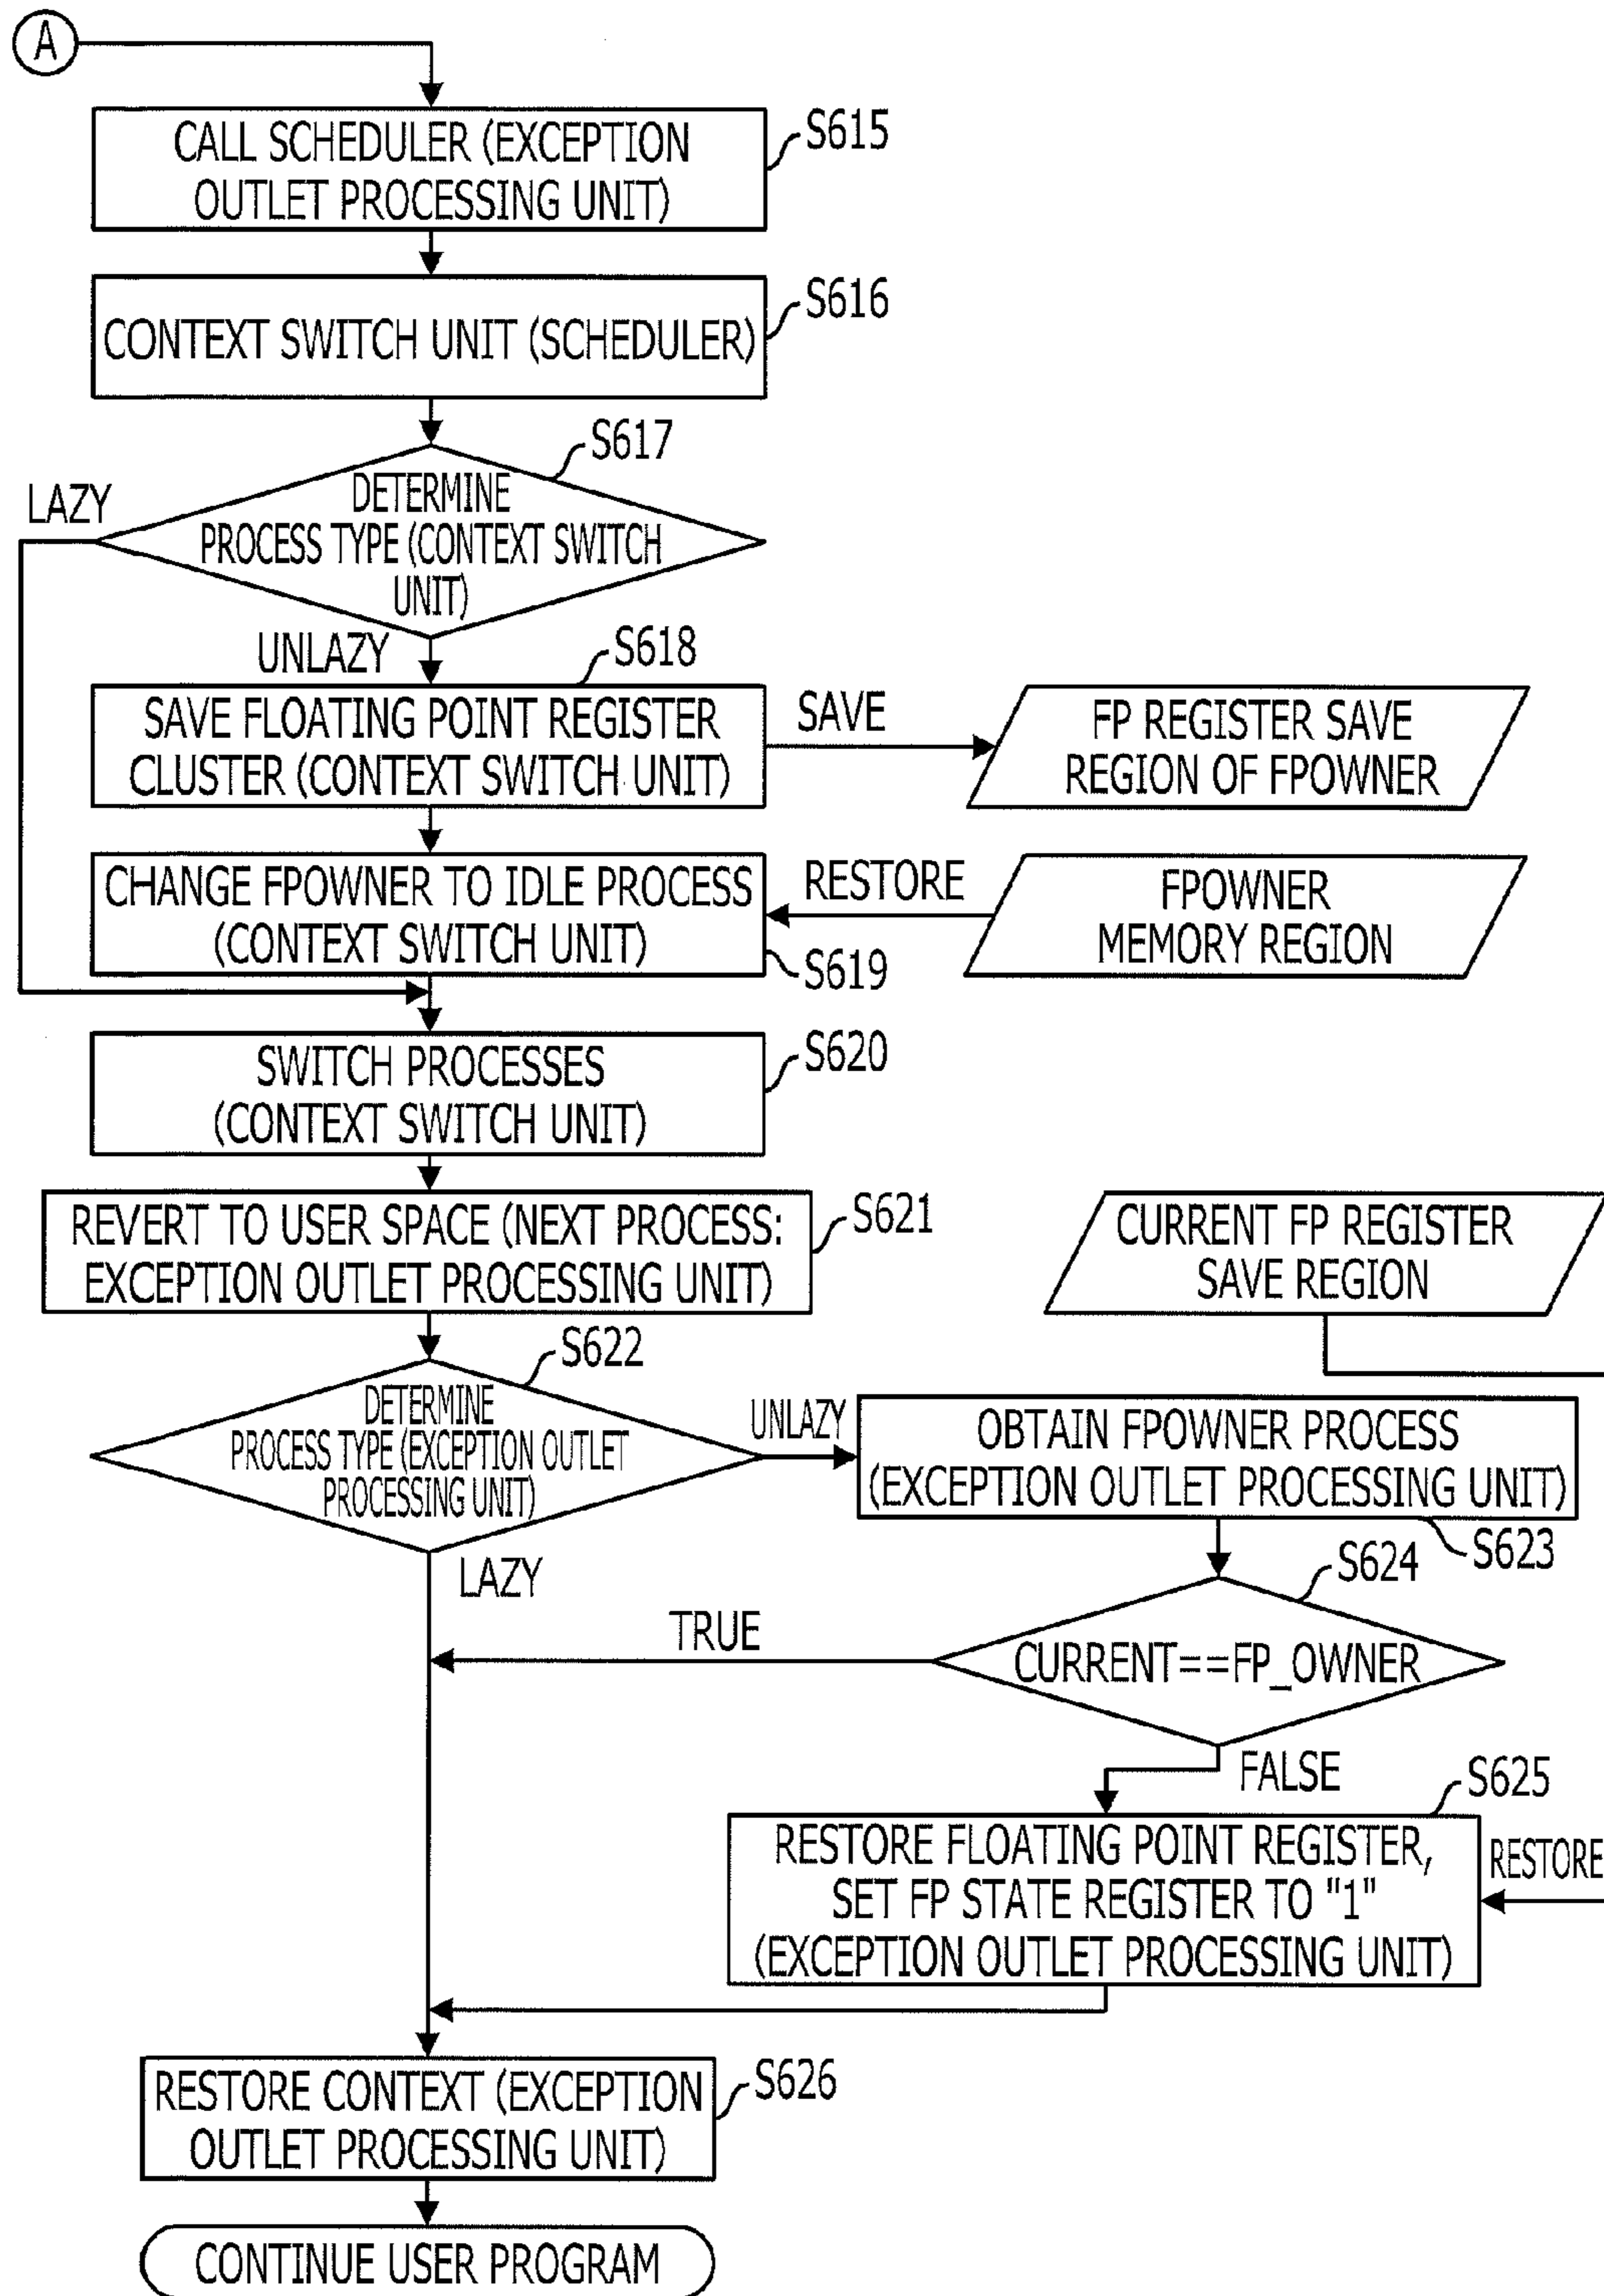 A
CALL SCHEDULER (EXCEPTION
OUTLET PROCESSING UNIT)
S615
CONTEXT SWITCH UNIT (SCHEDULER)
S616
S617
LAZY
DETERMINE
PROCESS TYPE (CONTEXT SWITCH
UNIT)
UNLAZY
S618
SAVE FLOATING POINT REGISTER
CLUSTER (CONTEXT SWITCH UNIT)
SAVE
FP REGISTER SAVE
REGION OF FPOWNER
CHANGE FPOWNER TO IDLE PROCESS
(CONTEXT SWITCH UNIT)
RESTORE
FPOWNER
MEMORY REGION
S619
SWITCH PROCESSES
(CONTEXT SWITCH UNIT)
S620
REVERT TO USER SPACE (NEXT PROCESS:
EXCEPTION OUTLET PROCESSING UNIT)
S621
CURRENT FP REGISTER
SAVE REGION
S622
DETERMINE
PROCESS TYPE (EXCEPTION OUTLET
PROCESSING UNIT)
UNLAZY
OBTAIN FPOWNER PROCESS
(EXCEPTION OUTLET PROCESSING UNIT)
S623
LAZY
S624
TRUE
CURRENT==FP_OWNER
FALSE
S625
RESTORE FLOATING POINT REGISTER,
SET FP STATE REGISTER TO "1"
(EXCEPTION OUTLET PROCESSING UNIT)
RESTORE
RESTORE CONTEXT (EXCEPTION
OUTLET PROCESSING UNIT)
S626
CONTINUE USER PROGRAM